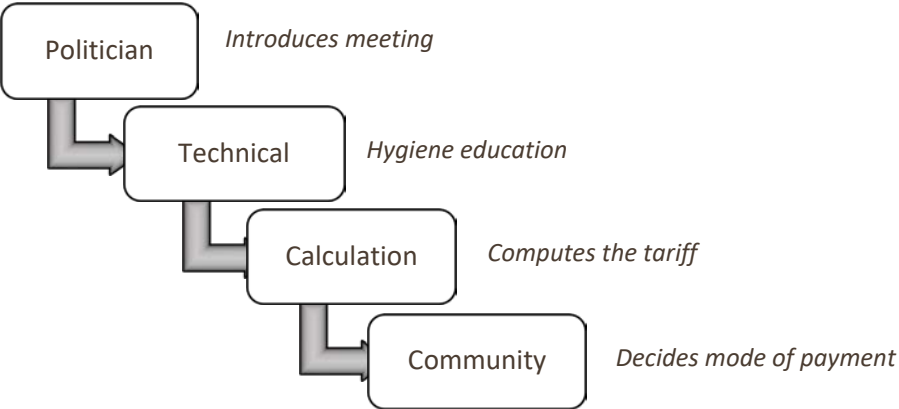 Politician
Introduces meeting
Technical
Hygiene education
Calculation
Computes the tariff
Community
Decides mode of payment